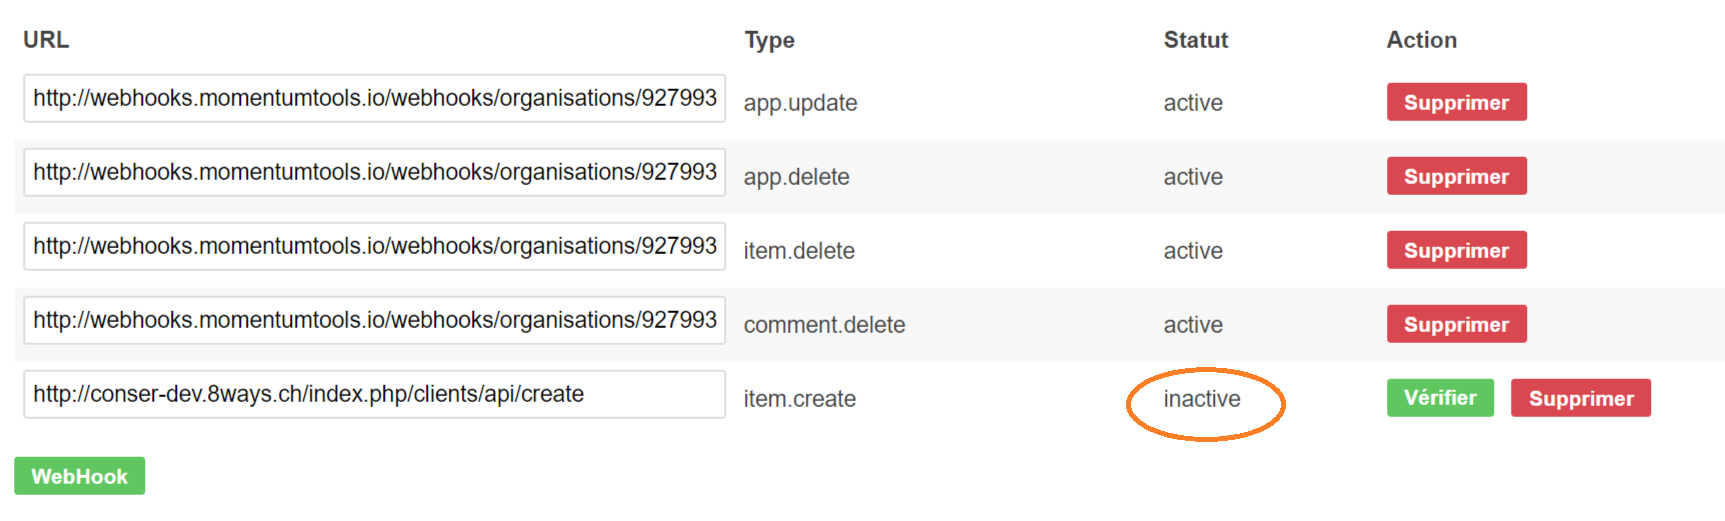 URL Type Statut Action
http://webhooks.momentumtools.io/webhooks/organisations/927993 app.update active Supprimer
http://webhooks.momentumtools.io/webhooks/organisations/927993 app.delete active Supprimer
http://webhooks.momentumtools.io/webhooks/organisations/927993 item.delete active Supprimer
http://webhooks.momentumtools.io/webhooks/organisations/927993 comment.delete active Supprimer
http://conser-dev.8ways.ch/index.php/clients/api/create item.create inactive Vérifier Supprimer
WebHook